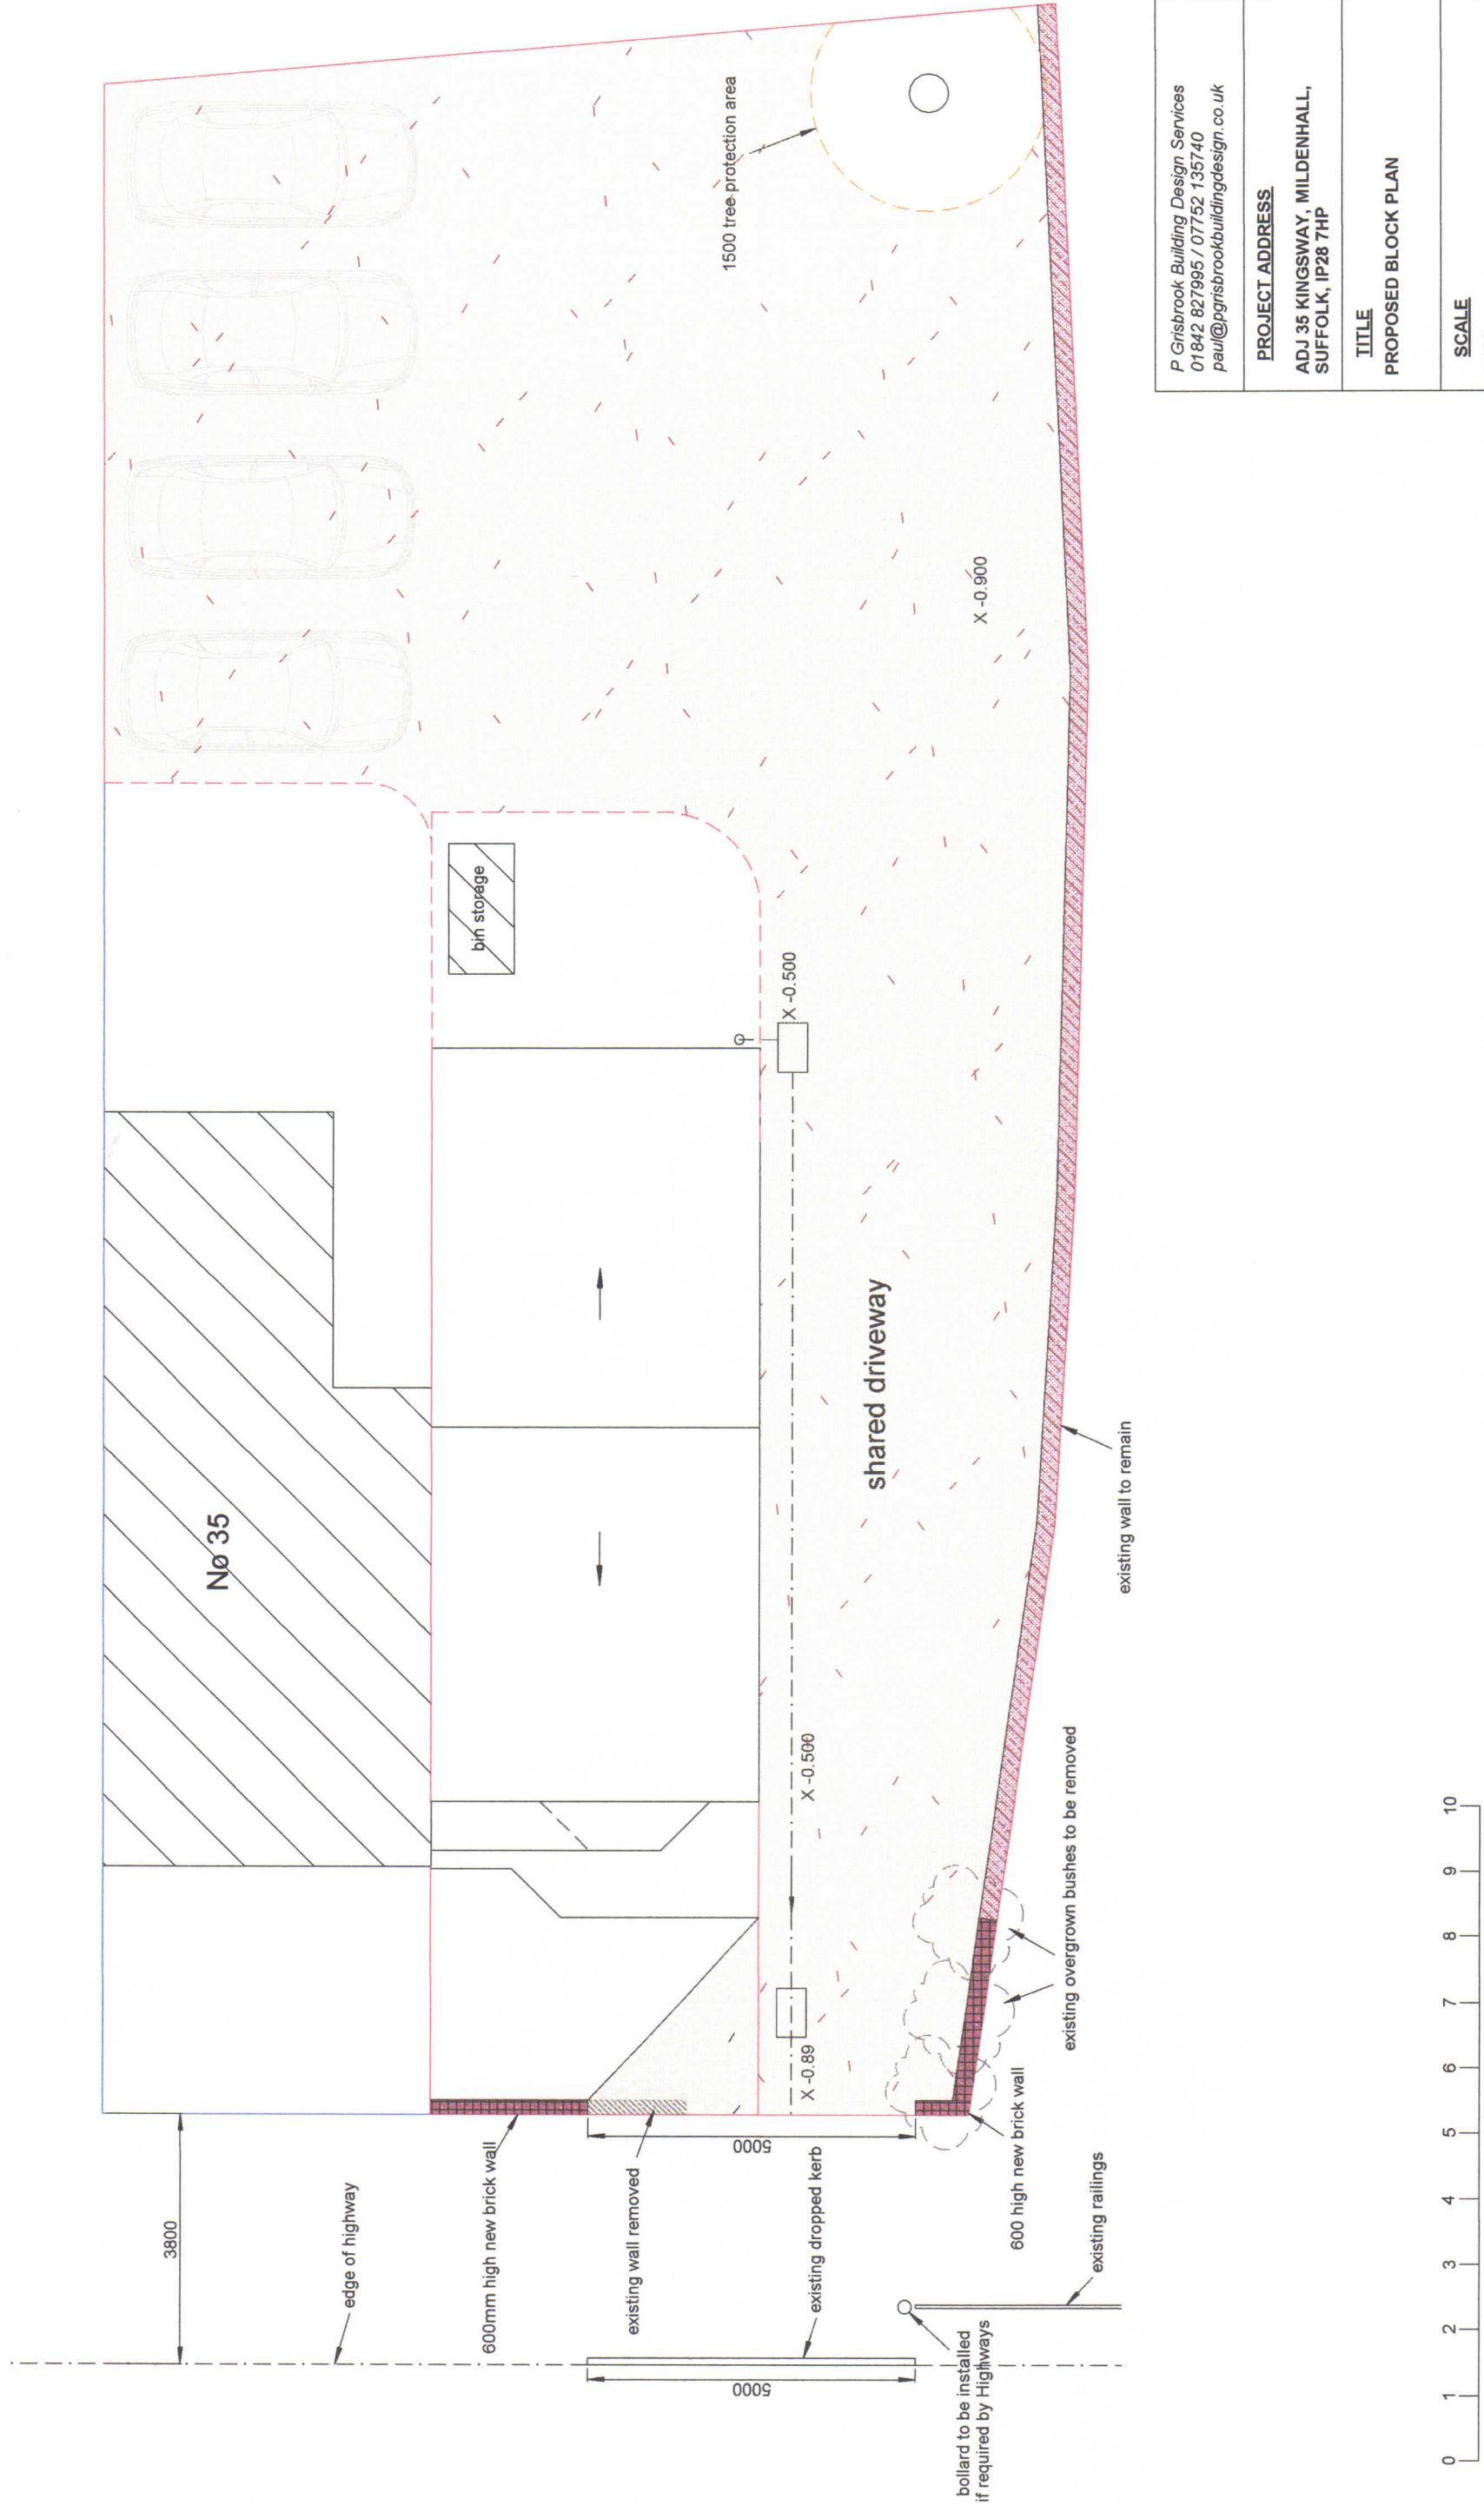 3800
edge of highway
600mm high new brick wall
existing wall removed
existing dropped kerb
5000
5000
bollard to be installed
if required by Highways
600 high new brick wall
existing railings
existing overgrown bushes to be removed
existing wall to remain
No 35
shared driveway
X -0.89
X -0.500
X -0.500
X -0.900
bin storage
1500 tree protection area
0 1 2 3 4 5 6 7 8 9 10
P Grisbrook Building Design Services
01842 827995 / 07752 135740
paul@pgrisbrookbuildingdesign.co.uk
PROJECT ADDRESS
ADJ 35 KINGSWAY, MILDENHALL,
SUFFOLK, IP28 7HP
TITLE
PROPOSED BLOCK PLAN
SCALE